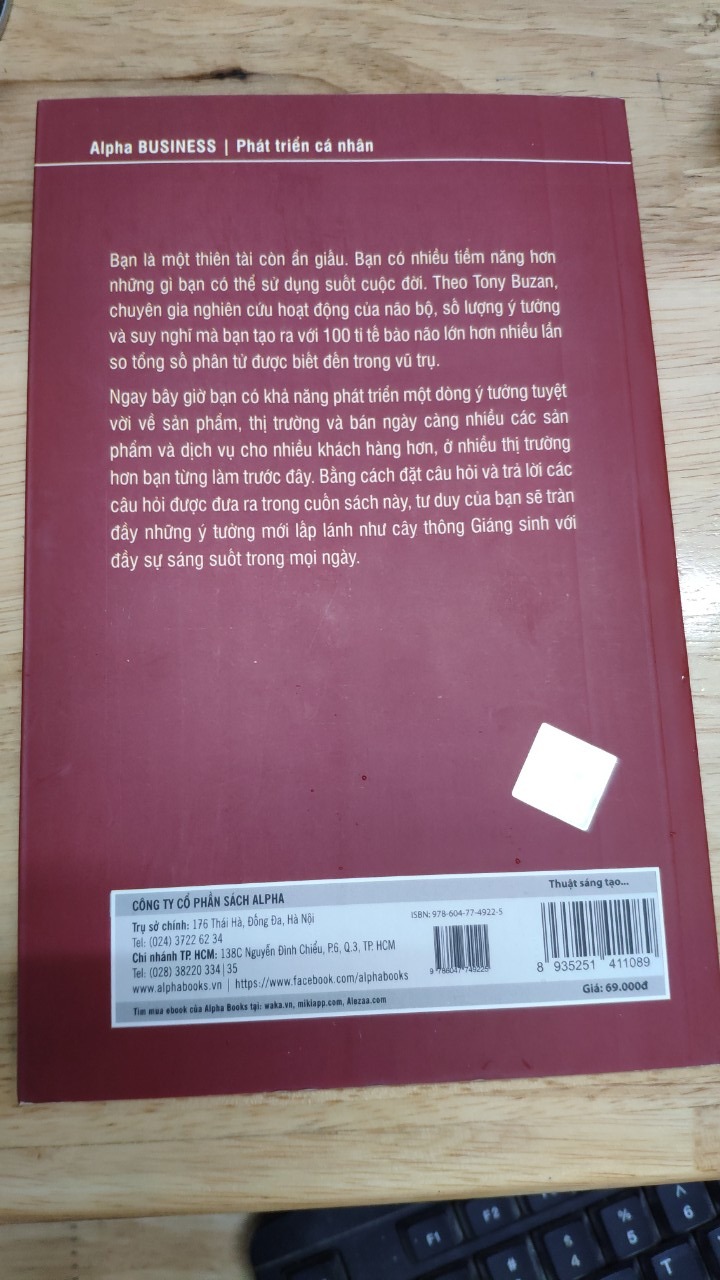 Alpha BUSINESS | Phát triển cá nhân
Bạn là một thiên tài còn ẩn giấu. Bạn có nhiều tiềm năng hơn
những gì bạn có thể sử dụng suốt cuộc đời. Theo Tony Buzan,
chuyên gia nghiên cứu hoạt động của não bộ, số lượng ý tưởng
và suy nghĩ mà bạn tạo ra với 100 tỉ tế bào não lớn hơn nhiều lần
so tổng số phân tử được biết đến trong vũ trụ.
Ngay bây giờ bạn có khả năng phát triển một dòng ý tưởng tuyệt
vời về sản phẩm, thị trường và bán ngày càng nhiều các sản
phẩm và dịch vụ cho nhiều khách hàng hơn, ở nhiều thị trường
hơn bạn từng làm trước đây. Bằng cách đặt câu hỏi và trả lời các
câu hỏi được đưa ra trong cuốn sách này, tư duy của bạn sẽ tràn
đầy những ý tưởng mới lấp lánh như cây thông Giáng sinh với
đầy sự sáng suốt trong mọi ngày.
CÔNG TY CỔ PHẦN SÁCH ALPHA
Trụ sở chính: 176 Thái Hà, Đống Đa, Hà Nội
Tel: (024) 3722 62 34
Chi nhánh TP. HCM: 138C Nguyễn Đình Chiểu, P.6, Q.3, TP. HCM
Tel: (028) 38220 334 | 35
www.alphabooks.vn | https://www.facebook.com/alphabooks
Tìm mua ebook của Alpha Books tại: waka.vn, mikiapp.com, Alezaa.com
ISBN: 978-604-77-4922-5
9 786047 749225
Thuật sáng tạo...
8 935251 411089
Giá: 69.000đ
F1
F2
#
$
4
%
5
^
6
T